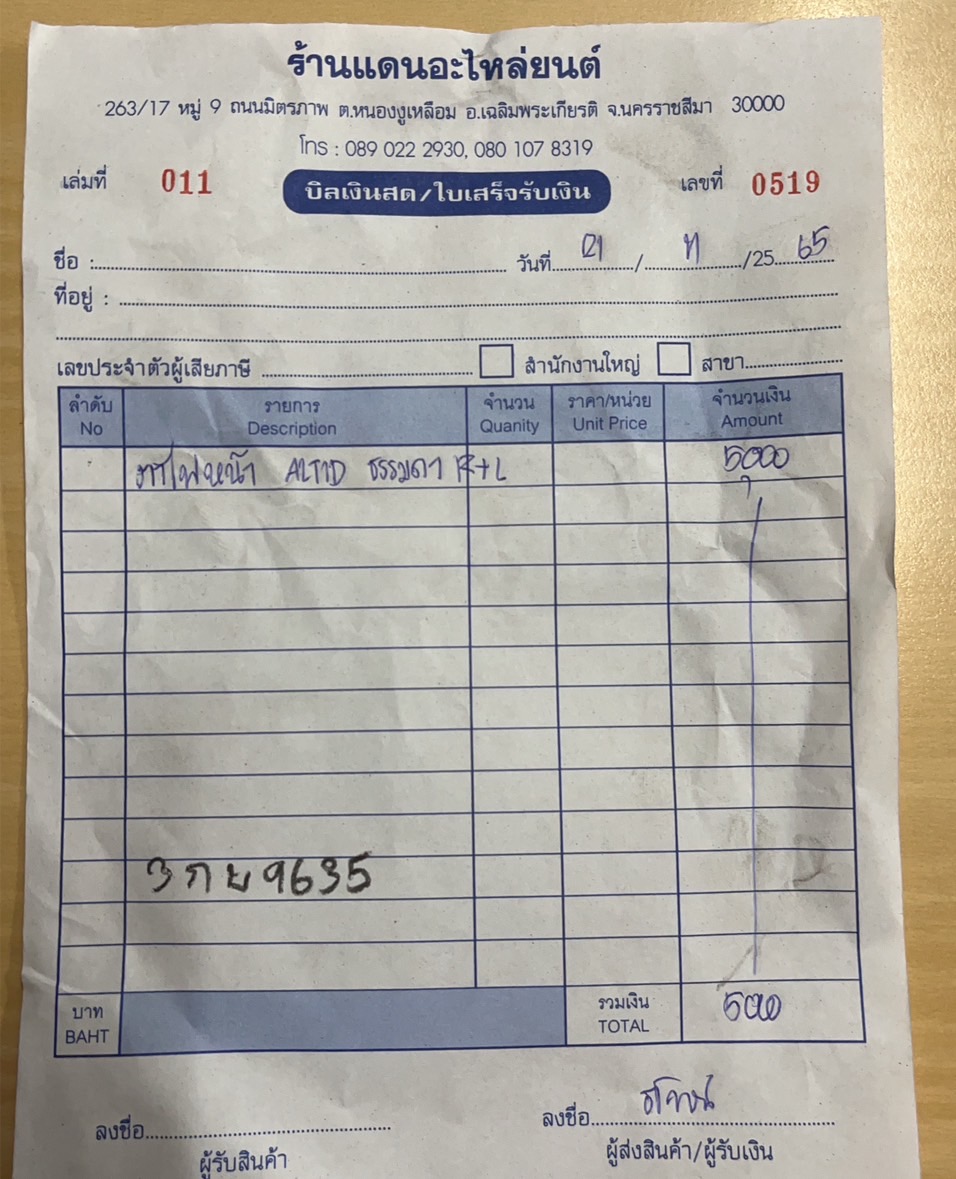 ร้านแดนอะไหล่ยนต์
263/17 หมู่ 9 ถนนมิตรภาพ ต.หนองงูเหลือม อ.เฉลิมพระเกียรติ จ.นครราชสีมา 30000
โทร : 089 022 2930, 080 107 8319
เล่มที่ 011 บิลเงินสด/ใบเสร็จรับเงิน เลขที่ 0519
ชื่อ : วันที่ 21 / / 25 65
ที่อยู่ :
เลขประจำตัวผู้เสียภาษี สำนักงานใหญ่ สาขา
ลำดับ รายการ จำนวน ราคา/หน่วย จำนวนเงิน
No Description Quanity Unit Price Amount
ไฟหน้า ธรรมดา R+L 5000
3 กย 9635
บาท รวมเงิน 5000
BAHT TOTAL
ลงชื่อ ลงชื่อ
ผู้รับสินค้า ผู้ส่งสินค้า/ผู้รับเงิน